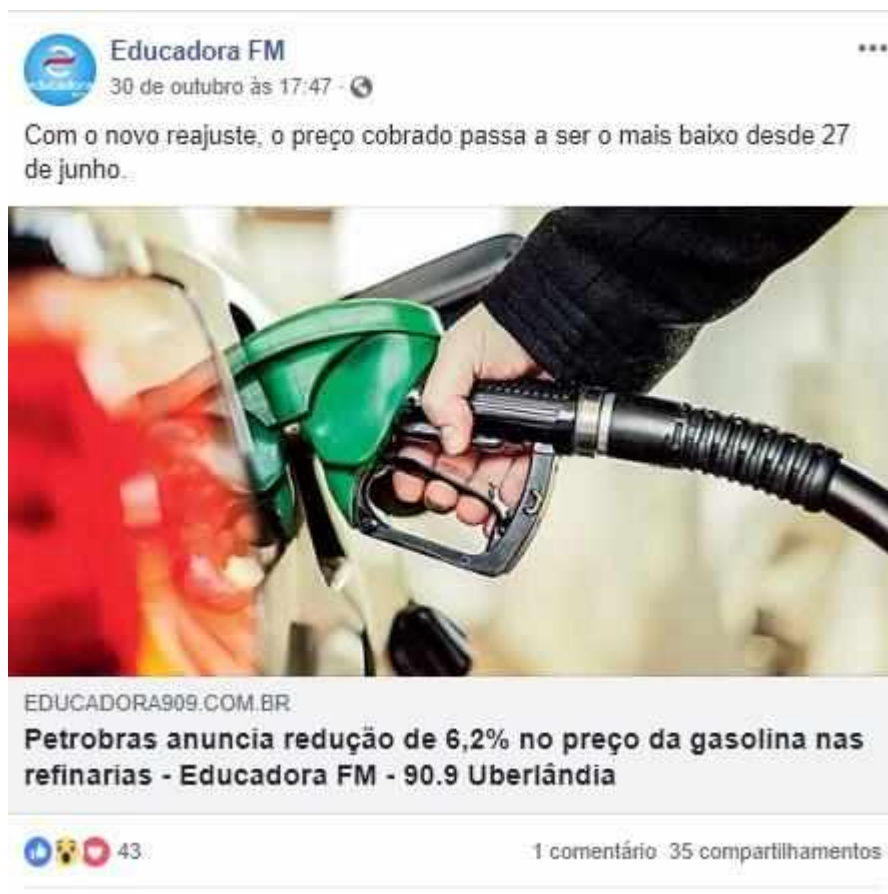 Educadora FM
30 de outubro às 17:47
Com o novo reajuste, o preço cobrado passa a ser o mais baixo desde 27
de junho.
EDUCADORA909.COM.BR
Petrobras anuncia redução de 6,2% no preço da gasolina nas
refinarias - Educadora FM - 90.9 Uberlândia
43
1 comentário 35 compartilhamentos